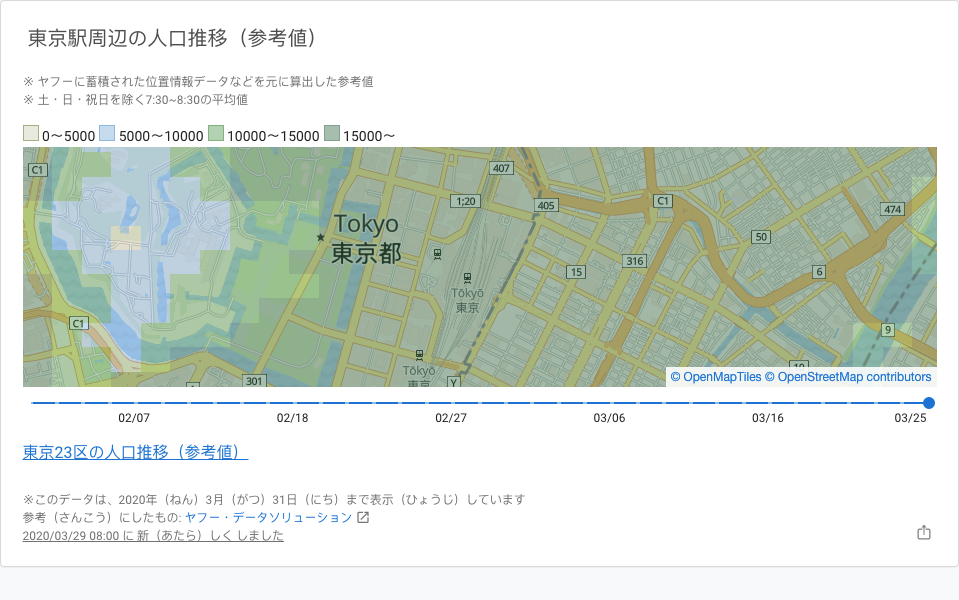 東京駅周辺の人口推移（参考値）
※ ヤフーに蓄積された位置情報データなどを元に算出した参考値
※ 土・日・祝日を除く7:30~8:30の平均値
0〜5000 5000〜10000 10000〜15000 15000〜
C1
407
1;20
405
C1
474
Tokyo
東京都
50
15
316
6
Tōkyō
東京
C1
9
Tōkyō
東京
301
Y
© OpenMapTiles © OpenStreetMap contributors
02/07 02/18 02/27 03/06 03/16 03/25
東京23区の人口推移（参考値）
※このデータは、2020年（ねん）3月（がつ）31日（にち）まで表示（ひょうじ）しています
参考（さんこう）にしたもの: ヤフー・データソリューション
2020/03/29 08:00 に 新（あたら）しく しました